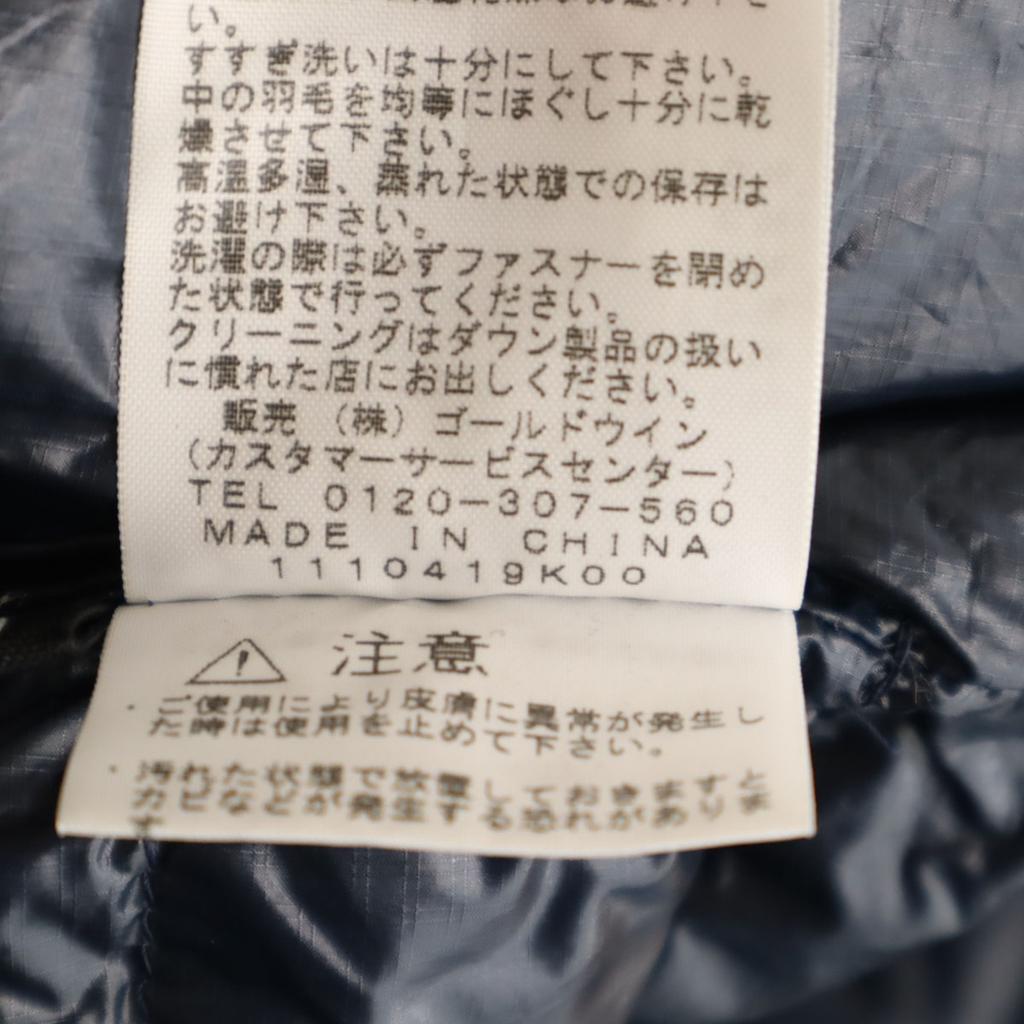 い。
すすぎ洗いは十分にして下さい。
中の羽毛を均等にほぐし十分に乾
燥させて下さい。
高温多湿、蒸れた状態での保存は
お避け下さい。
洗濯の際は必ずファスナーを閉め
た状態で行ってください。
クリーニングはダウン製品の扱い
に慣れた店にお出しください。
販売 (株) ゴールドウイン
(カスタマーサービスセンター)
TEL 0120-307-560
MADE IN CHINA
1110419K00
注意
・ご使用により皮膚に異常が発生し
た時は使用を止めて下さい。
・汚れた状態で放置しておきますと
カビなどが発生する恐れがありま